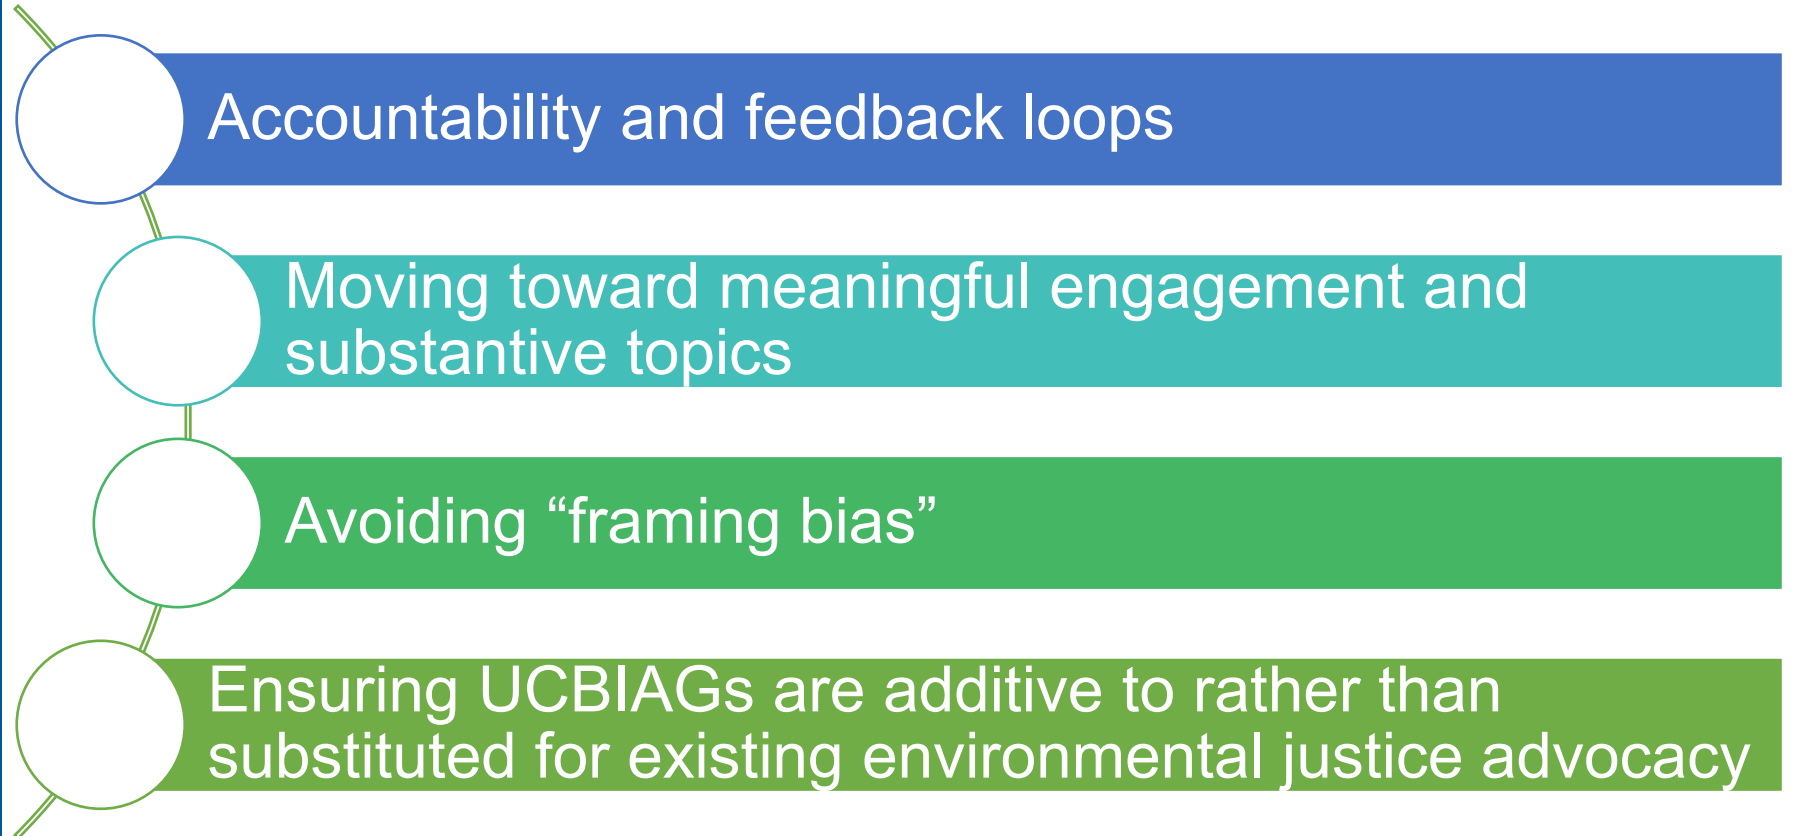 Accountability and feedback loops
Moving toward meaningful engagement and
substantive topics
Avoiding “framing bias”
Ensuring UCBIAGs are additive to rather than
substituted for existing environmental justice advocacy